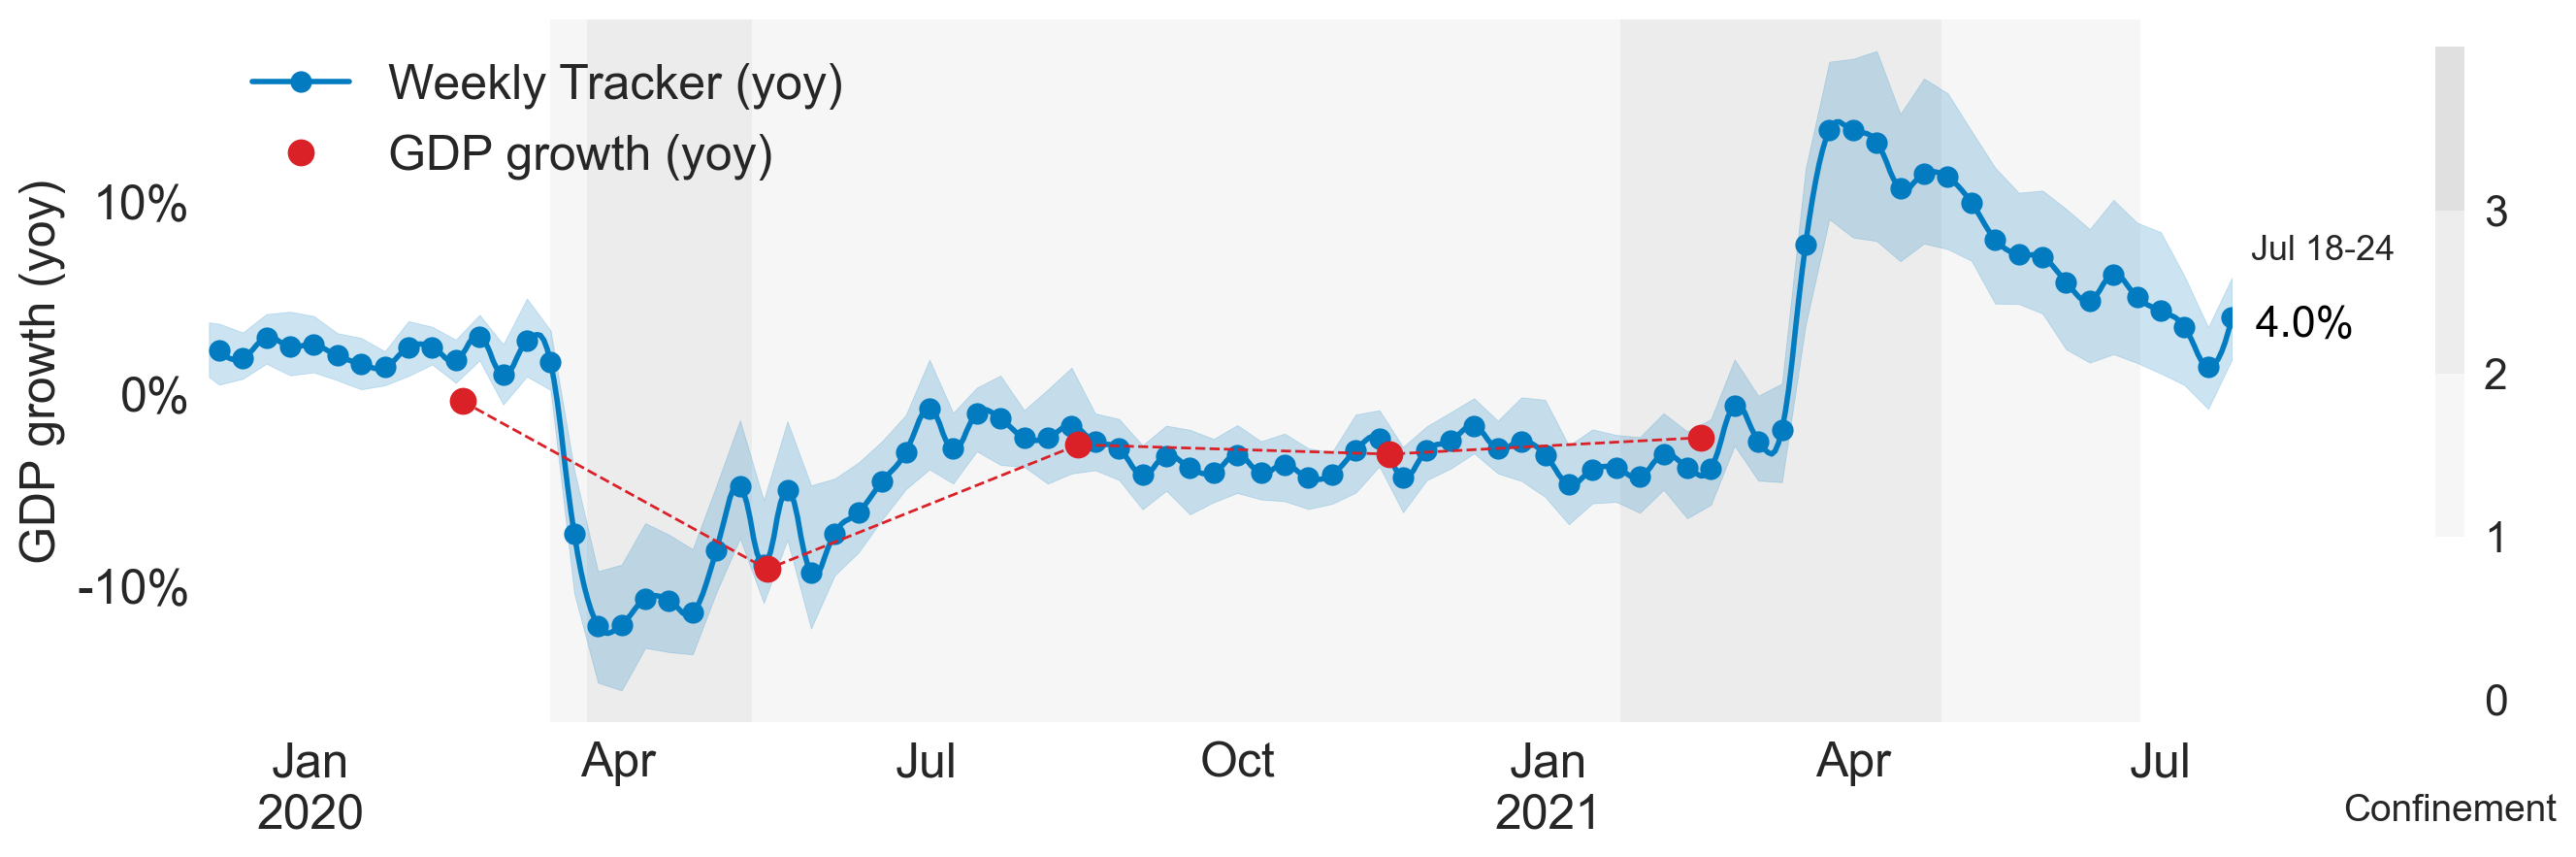 Weekly Tracker (yoy)
GDP growth (yoy)
GDP growth (yoy)
10%
0%
-10%
Jan
2020
Apr
Jul
Oct
Jan
2021
Apr
Jul
Jul 18-24
4.0%
3
2
1
0
Confinement